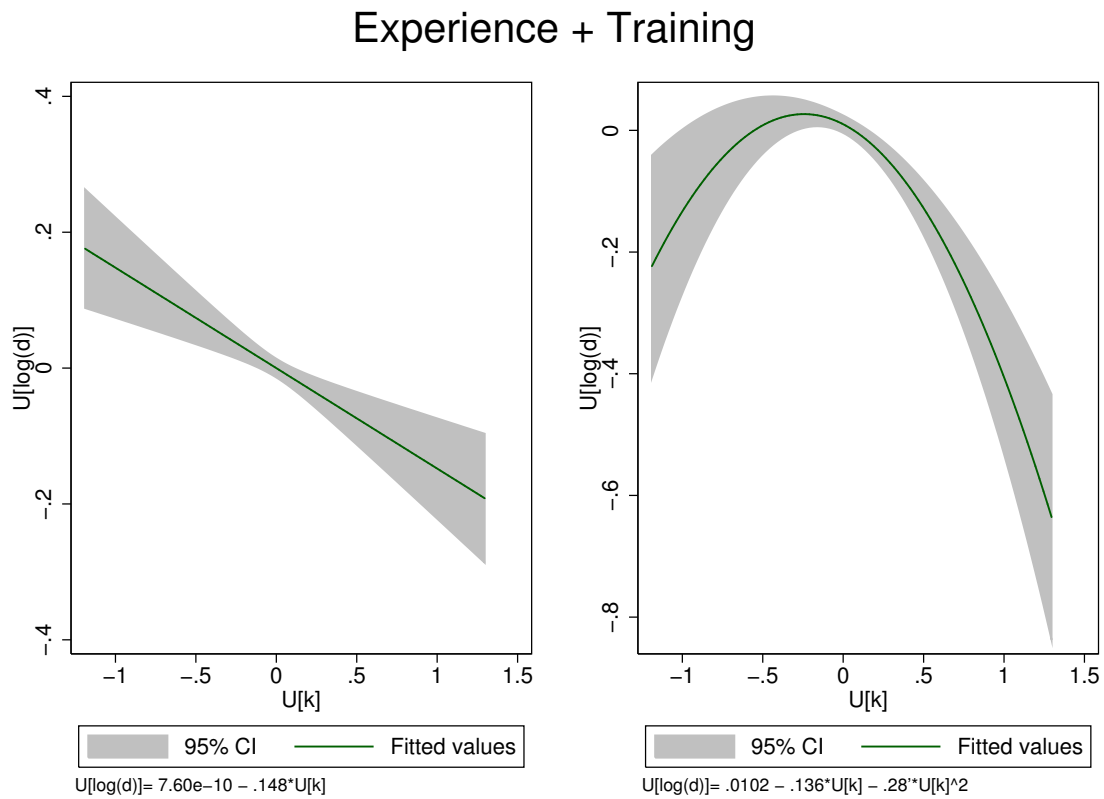 Experience + Training
.4
.2
0
−.2
−.4
U[log(d)]
−1
−.5
0
.5
1
1.5
U[k]
95% CI
Fitted values
U[log(d)]= 7.60e−10 − .148*U[k]
0
−.2
−.4
−.6
−.8
U[log(d)]
−1
−.5
0
.5
1
1.5
U[k]
95% CI
Fitted values
U[log(d)]= .0102 − .136*U[k] − .28'*U[k]^2